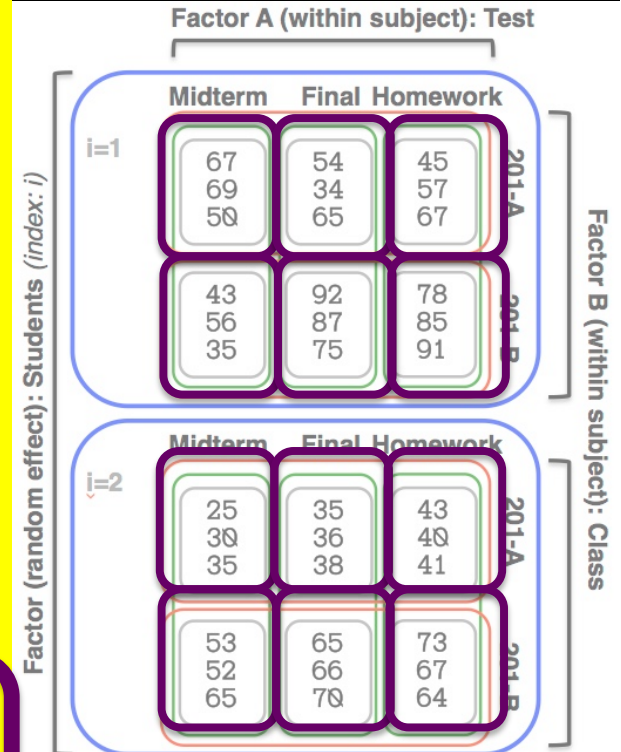 Factor A (within subject): Test
Midterm Final Homework
i=1
67 54 45
69 34 57
50 65 67
201-A
43 92 78
56 87 85
35 75 91
201-B
Midterm Final Homework
i=2
25 35 43
30 36 40
35 38 41
201-A
53 65 73
52 66 67
65 70 64
201-B
Factor (random effect): Students (index: i)
Factor B (within subject): Class